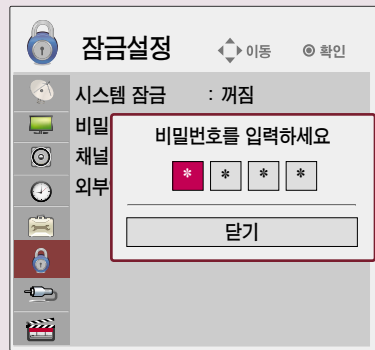 잠금설정 이동 확인
시스템 잠금 : 꺼짐
비밀
채널
외부
비밀번호를 입력하세요
* * * *
닫기